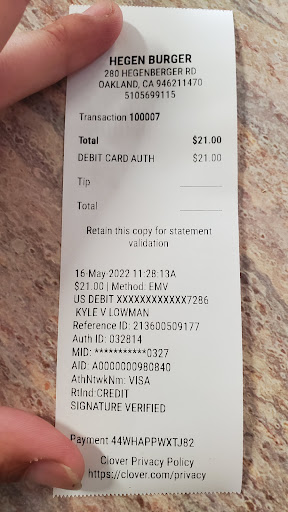 HEGEN BURGER
280 HEGENBERGER RD
OAKLAND, CA 946211470
5105699115
Transaction 100007
Total $21.00
DEBIT CARD AUTH $21.00
Tip
Total
Retain this copy for statement
validation
16-May-2022 11:28:13A
$21.00 | Method: EMV
US DEBIT XXXXXXXXXXXX7286
KYLE V LOWMAN
Reference ID: 213600509177
Auth ID: 032814
MID: ***********0327
AID: A0000000980840
AthNtwkNm: VISA
RtInd:CREDIT
SIGNATURE VERIFIED
Payment 44WHAPPWXTJ82
Clover Privacy Policy
https://clover.com/privacy